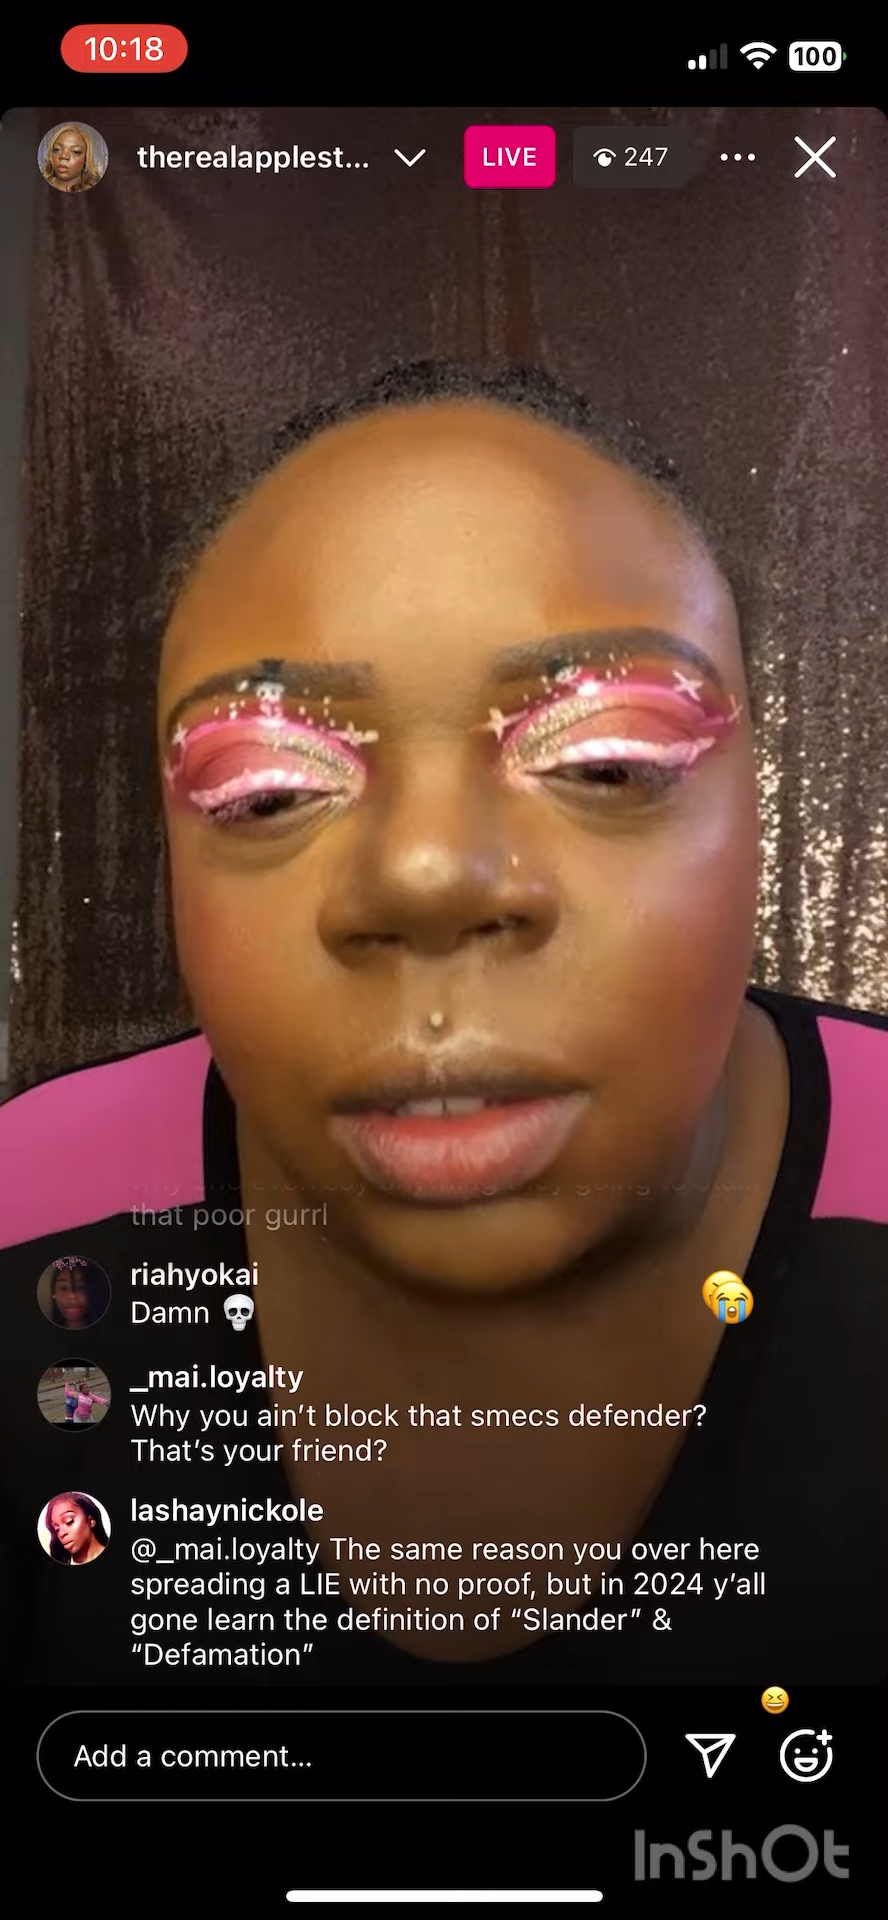 10:18
100
therealapplest...
LIVE
247
that poor gurrl
riahyokai
Damn 💀
_mai.loyalty
Why you ain't block that smecs defender?
That's your friend?
lashaynickole
@_mai.loyalty The same reason you over here
spreading a LIE with no proof, but in 2024 y'all
gone learn the definition of “Slander” &
“Defamation”
Add a comment...
InShOt